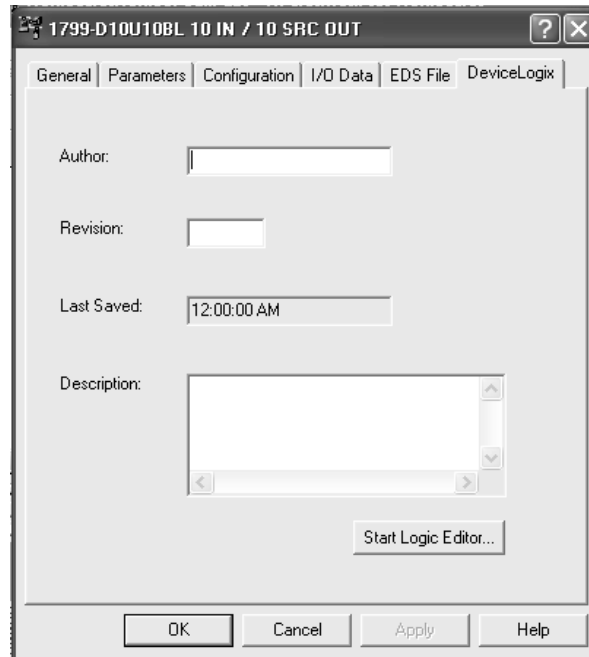 1799-D10U10BL 10 IN / 10 SRC OUT
General Parameters Configuration I/O Data EDS File DeviceLogix
Author:
Revision:
Last Saved: 12:00:00 AM
Description:
Start Logic Editor...
OK Cancel Apply Help